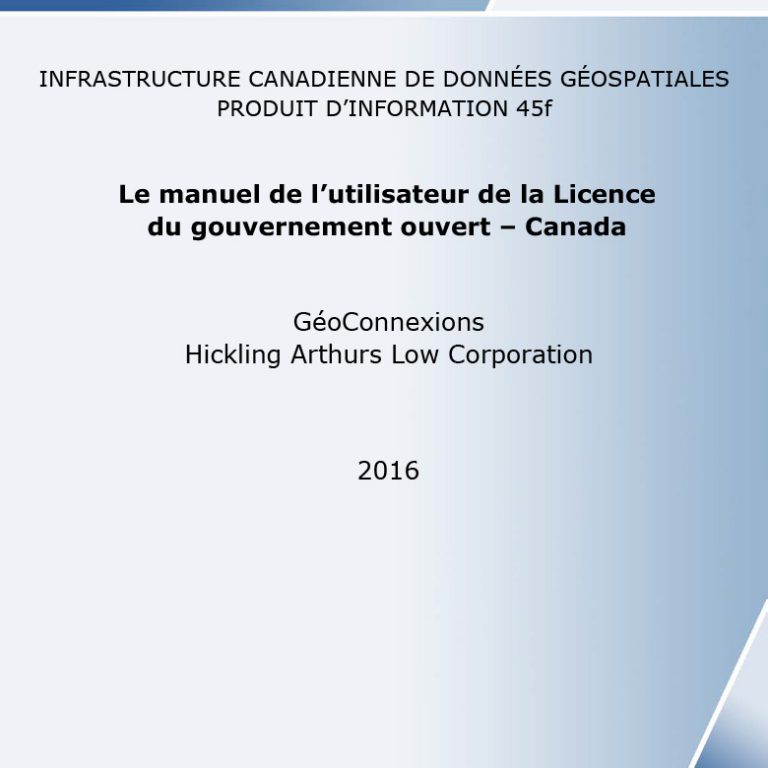 INFRASTRUCTURE CANADIENNE DE DONNÉES GÉOSPATIALES
PRODUIT D’INFORMATION 45f
Le manuel de l’utilisateur de la Licence
du gouvernement ouvert – Canada
GéoConnexions
Hickling Arthurs Low Corporation
2016